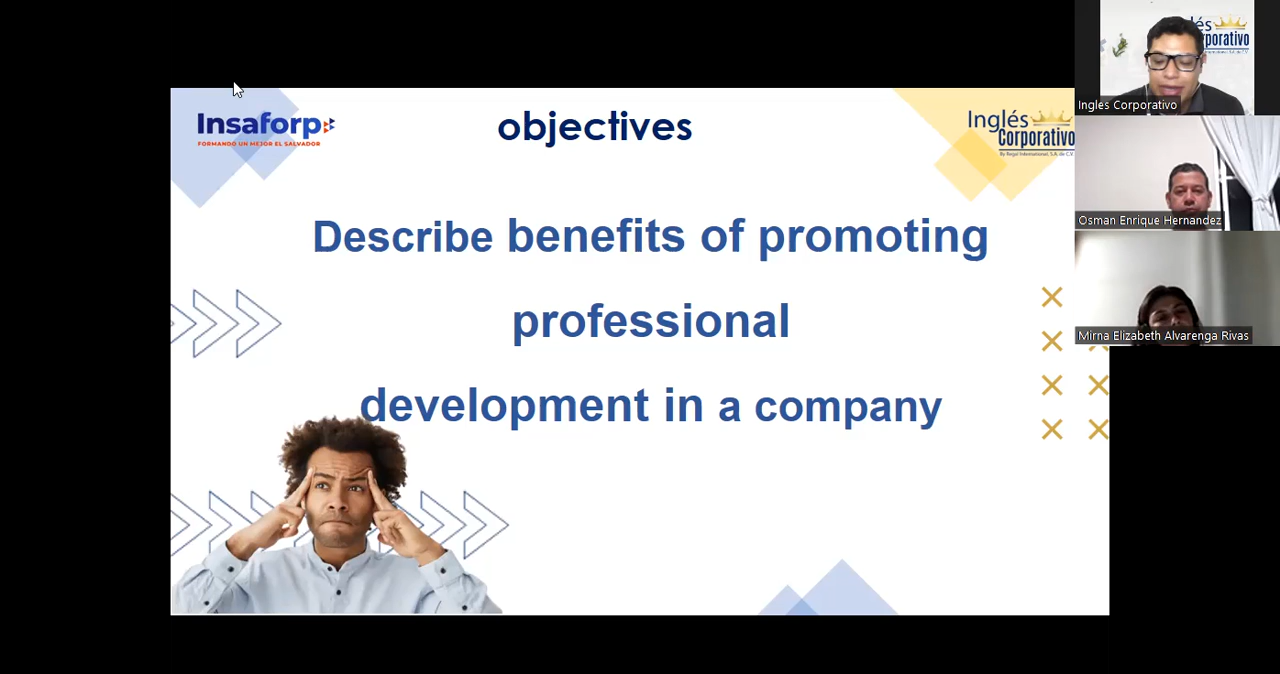 Insaforp
FORMANDO UN MEJOR EL SALVADOR
objectives
Inglés
Corporativo
By Regal International, S.A. de C.V
Describe benefits of promoting
professional
development in a company
Ingles Corporativo
Osman Enrique Hernandez
Mirna Elizabeth Alvarenga Rivas